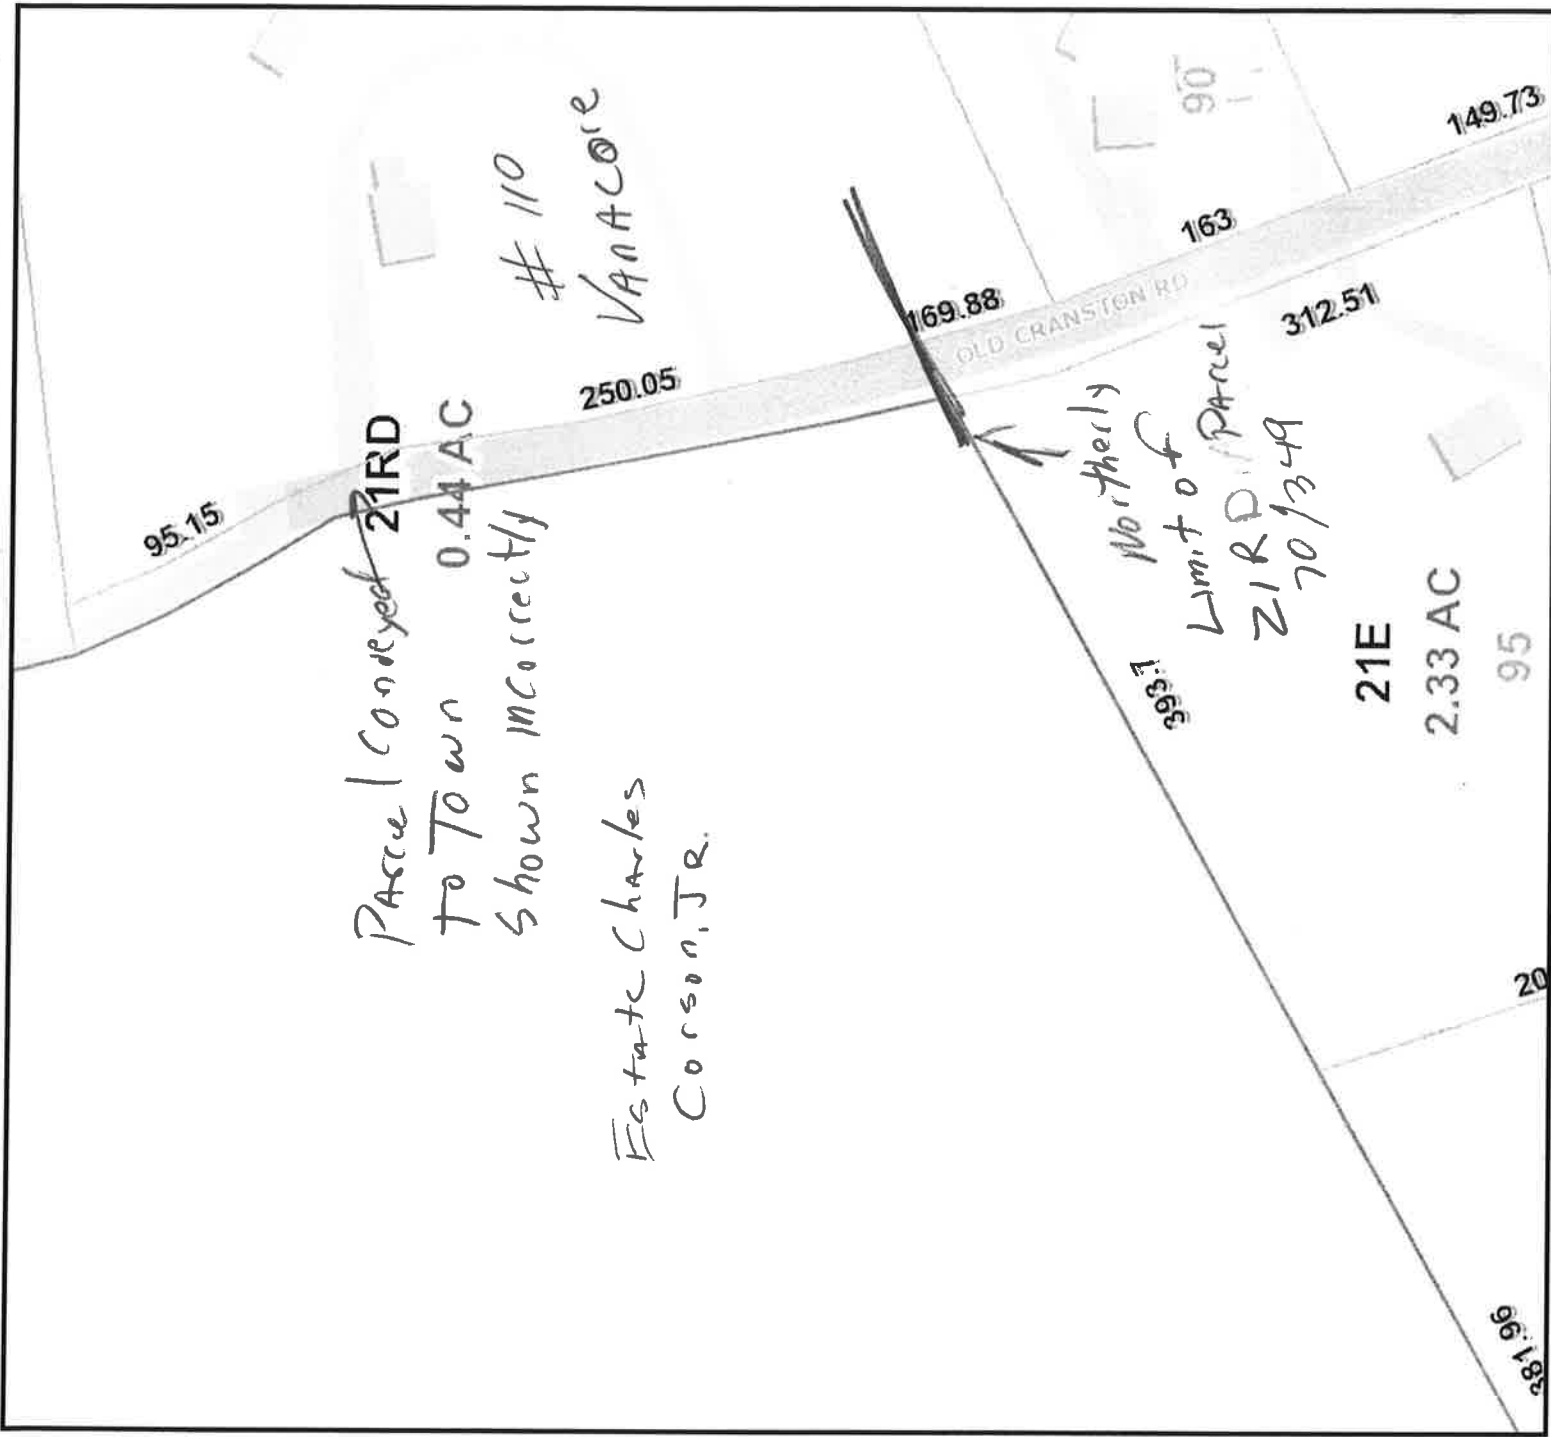 95.15
21RD
0.44 AC
Parcel Conveyed
to Town
Shown incorrectly
# 110
VANACORE
250.05
Estate Charles
Corson, JR.
169.88
OLD CRANSTON RD
163
149.73
90
312.51
Northerly
Limit of
21RD Parcel
70/349
393.7
21E
2.33 AC
95
20
381.96